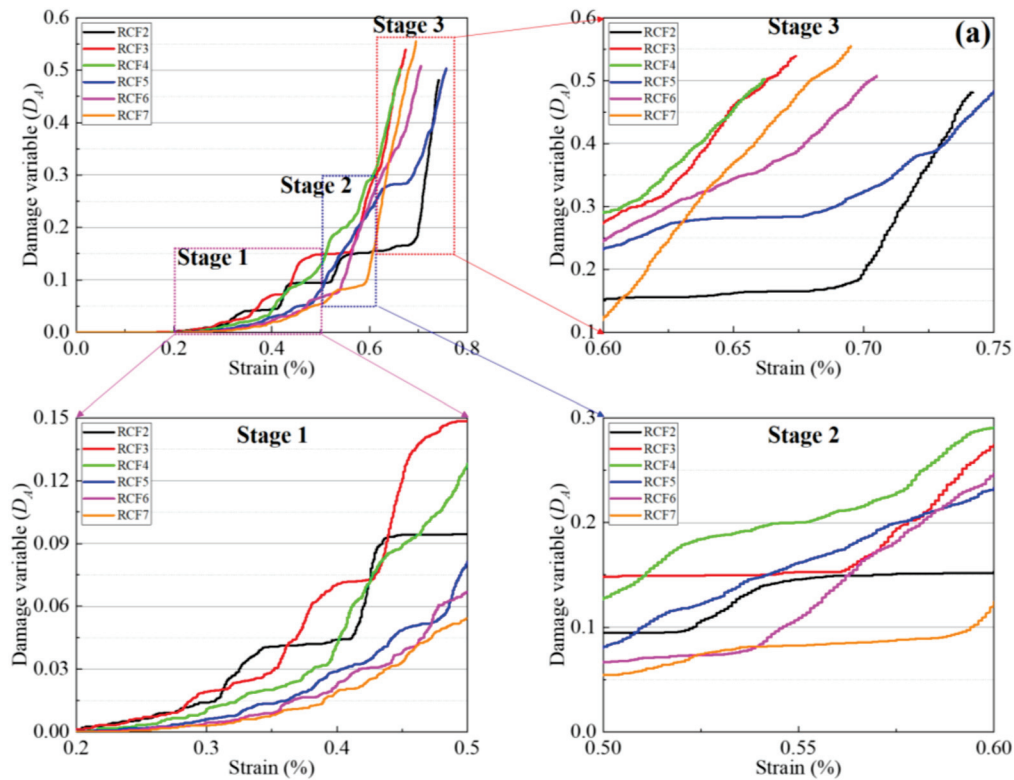 (a)
Stage 3
Stage 2
Stage 1
RCF2
RCF3
RCF4
RCF5
RCF6
RCF7
Damage variable (D_A)
0.6
0.5
0.4
0.3
0.2
0.1
0.0
0.0 0.2 0.4 0.6 0.8
Strain (%)
Stage 3
RCF2
RCF3
RCF4
RCF5
RCF6
RCF7
Damage variable (D_A)
0.6
0.5
0.4
0.3
0.2
0.1
0.60 0.65 0.70 0.75
Strain (%)
Stage 1
RCF2
RCF3
RCF4
RCF5
RCF6
RCF7
Damage variable (D_A)
0.15
0.12
0.09
0.06
0.03
0.00
0.2 0.3 0.4 0.5
Strain (%)
Stage 2
RCF2
RCF3
RCF4
RCF5
RCF6
RCF7
Damage variable (D_A)
0.3
0.2
0.1
0.0
0.50 0.55 0.60
Strain (%)